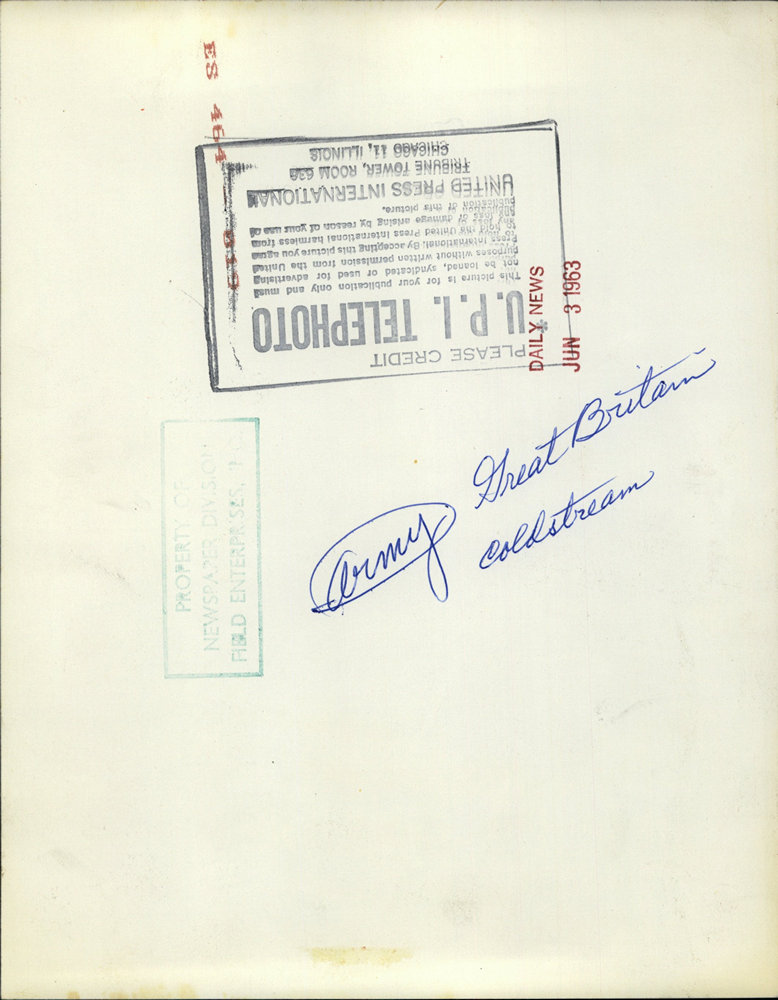 PLEASE CREDIT
U.P.I. TELEPHOTO
This picture is for your publication only and must
not be loaned, syndicated or used for advertising
purposes without written permission from the United
Press International. By accepting this picture you agree
to hold the United Press International harmless from
any loss or damage arising by reason of your use of
publication of this picture.
UNITED PRESS INTERNATIONAL
TRIBUNE TOWER, ROOM 636
CHICAGO 11, ILLINOIS
DAILY NEWS
JUN 3 1963
PROPERTY OF
NEWSPAPER DIVISION
FIELD ENTERPRISES,
Army
Great Britain
coldstream